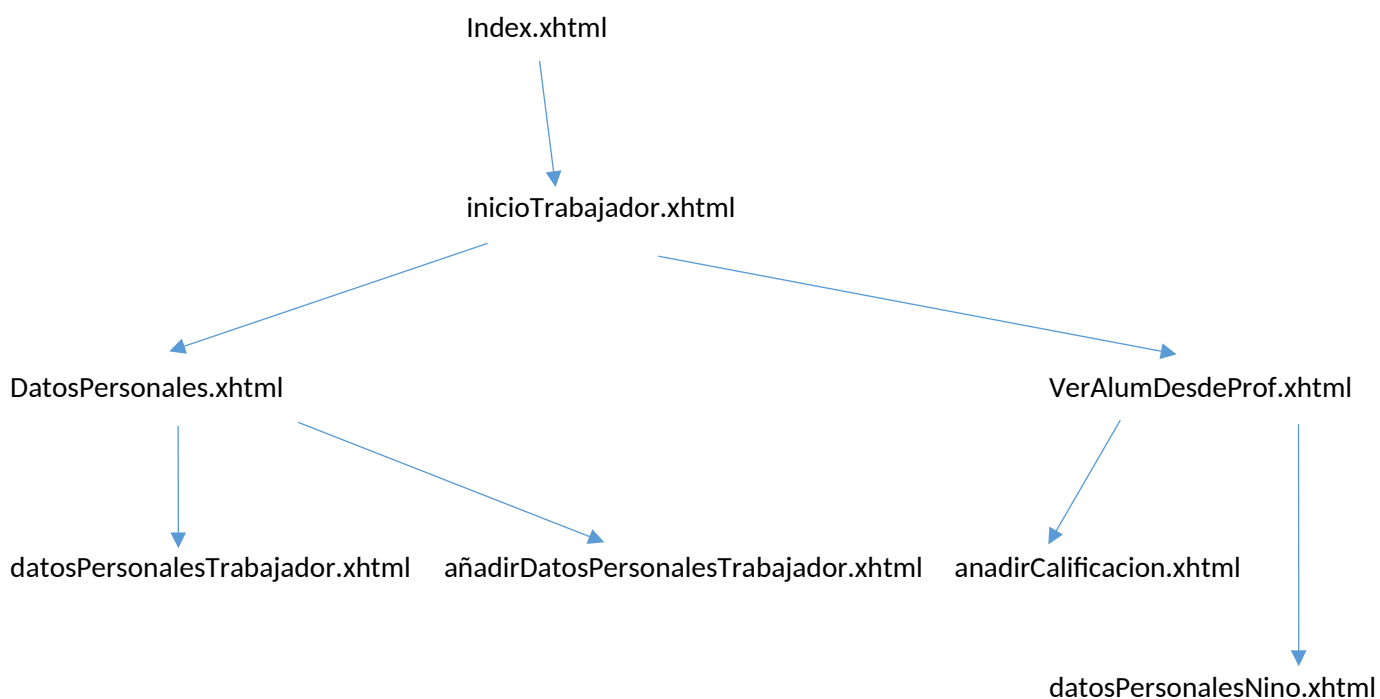 Index.xhtml
inicioTrabajador.xhtml
DatosPersonales.xhtml
VerAlumDesdeProf.xhtml
datosPersonalesTrabajador.xhtml
añadirDatosPersonalesTrabajador.xhtml
anadirCalificacion.xhtml
datosPersonalesNino.xhtml